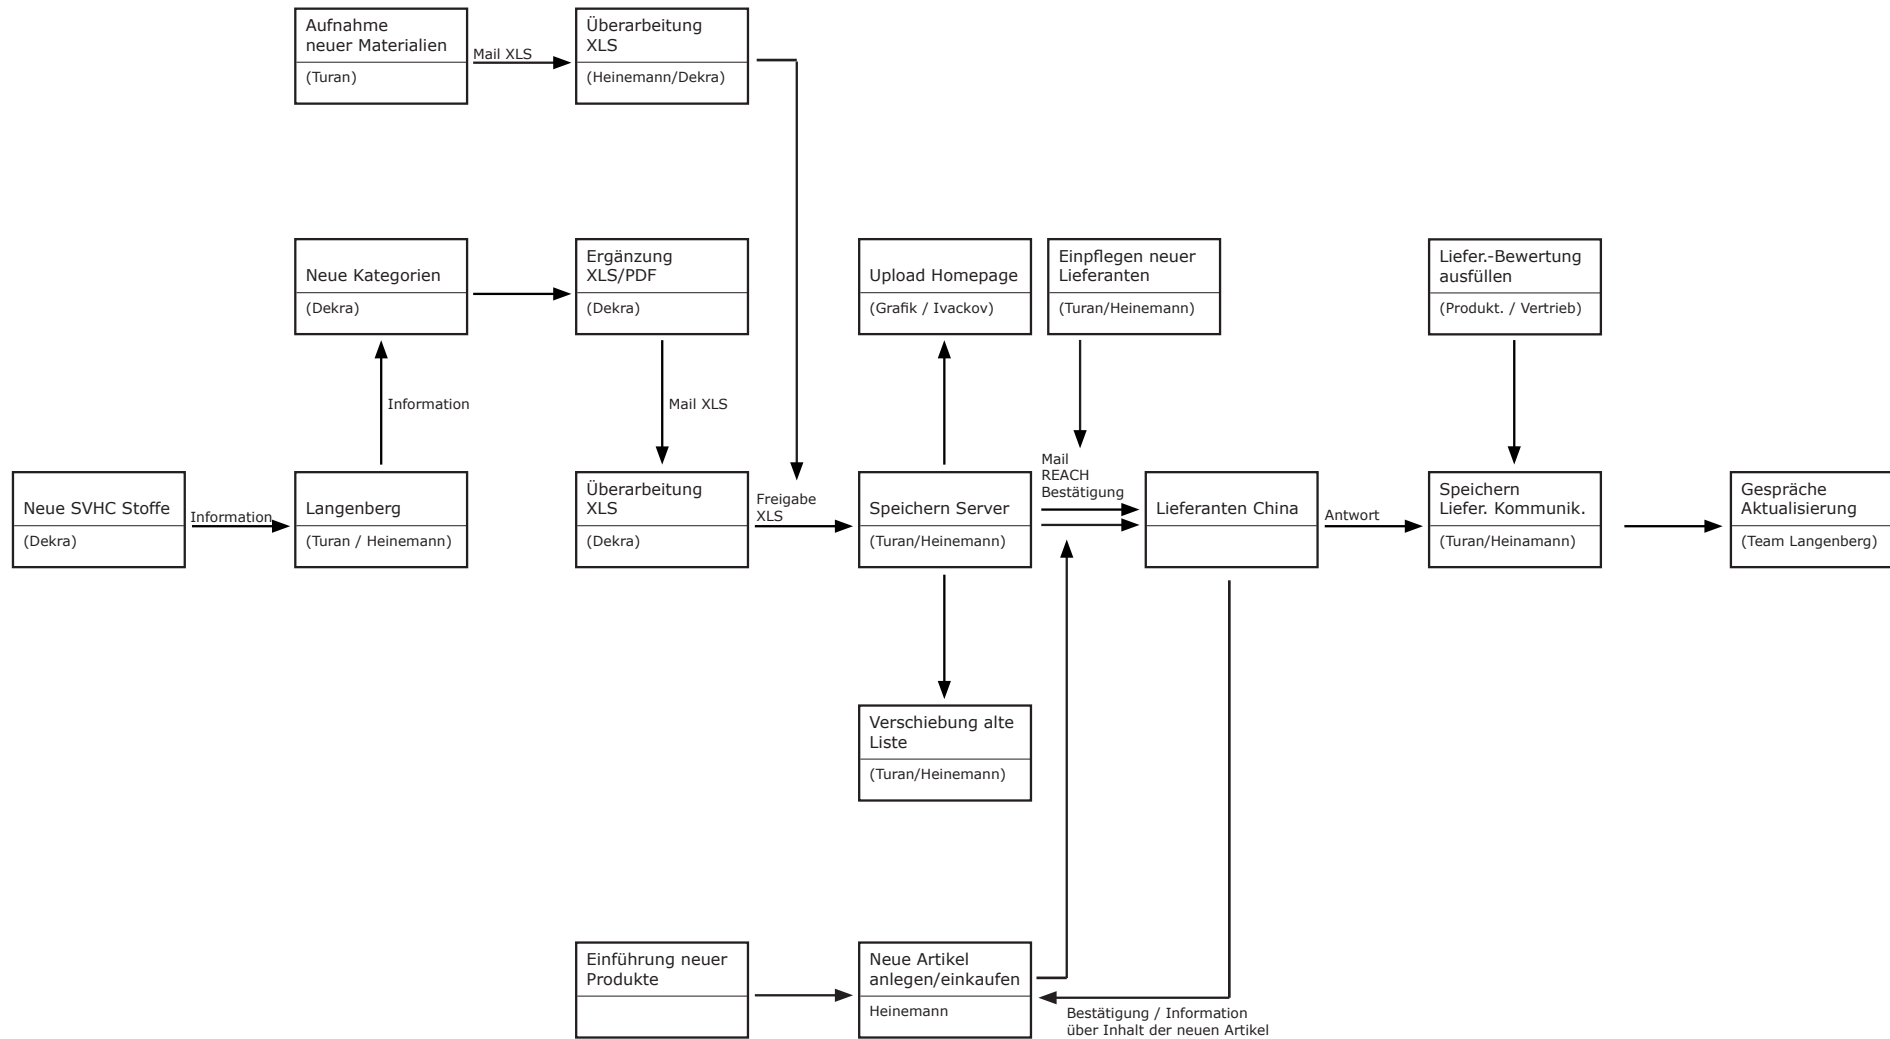 Aufnahme
neuer Materialien
(Turan)
Mail XLS
Überarbeitung
XLS
(Heinemann/Dekra)
Neue Kategorien
(Dekra)
Ergänzung
XLS/PDF
(Dekra)
Upload Homepage
(Grafik / Ivackov)
Einpflegen neuer
Lieferanten
(Turan/Heinemann)
Liefer.-Bewertung
ausfüllen
(Produkt. / Vertrieb)
Information
Mail XLS
Neue SVHC Stoffe
(Dekra)
Information
Langenberg
(Turan / Heinemann)
Überarbeitung
XLS
(Dekra)
Freigabe
XLS
Speichern Server
(Turan/Heinemann)
Mail
REACH
Bestätigung
Lieferanten China
Antwort
Speichern
Liefer. Kommunik.
(Turan/Heinamann)
Gespräche
Aktualisierung
(Team Langenberg)
Verschiebung alte
Liste
(Turan/Heinemann)
Einführung neuer
Produkte
Neue Artikel
anlegen/einkaufen
Heinemann
Bestätigung / Information
über Inhalt der neuen Artikel